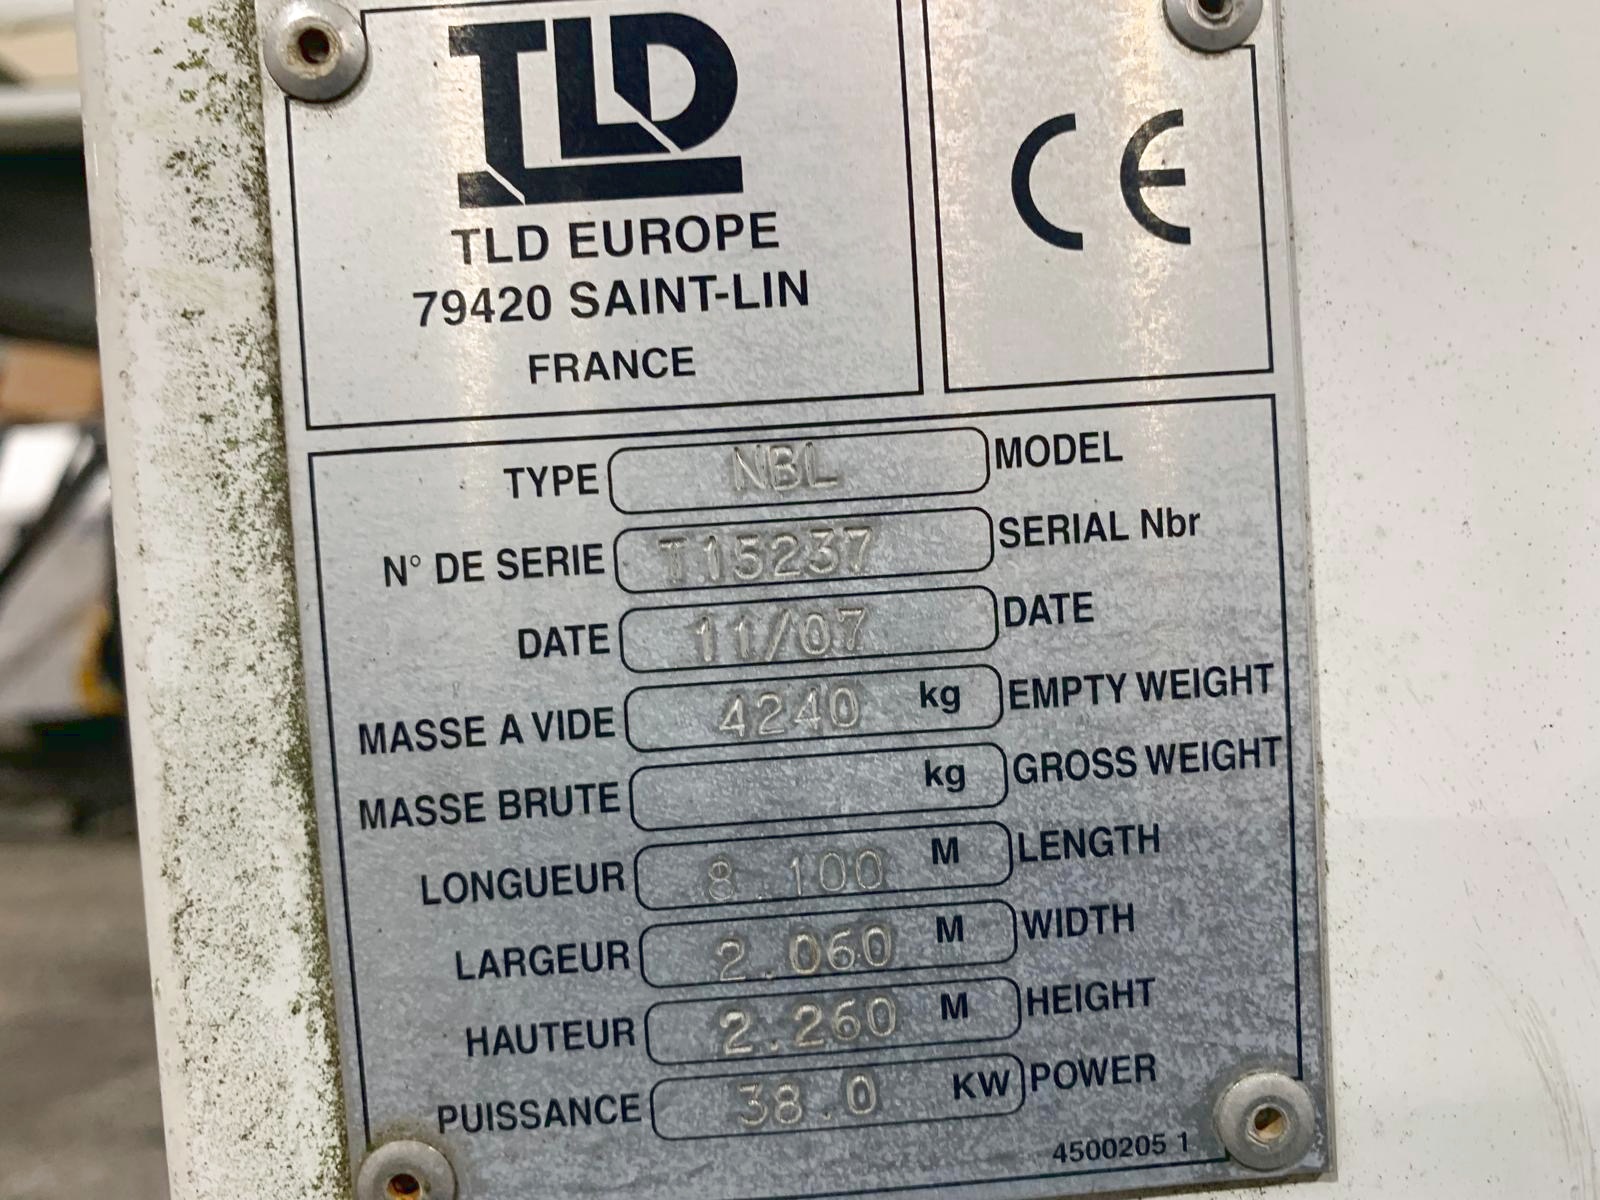 TLD
TLD EUROPE
79420 SAINT-LIN
FRANCE
CE
TYPE NBL MODEL
N° DE SERIE T15237 SERIAL Nbr
DATE 11/07 DATE
MASSE A VIDE 4240 kg EMPTY WEIGHT
MASSE BRUTE kg GROSS WEIGHT
LONGUEUR 8.100 M LENGTH
LARGEUR 2.060 M WIDTH
HAUTEUR 2.260 M HEIGHT
PUISSANCE 38.0 KW POWER
4500205 1